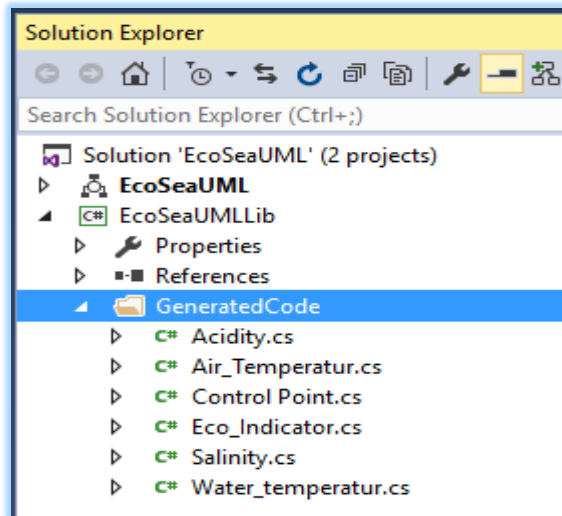 Solution Explorer
Search Solution Explorer (Ctrl+;)
Solution 'EcoSeaUML' (2 projects)
EcoSeaUML
C# EcoSeaUMLLib
Properties
References
GeneratedCode
C# Acidity.cs
C# Air_Temperatur.cs
C# Control Point.cs
C# Eco_Indicator.cs
C# Salinity.cs
C# Water_temperatur.cs